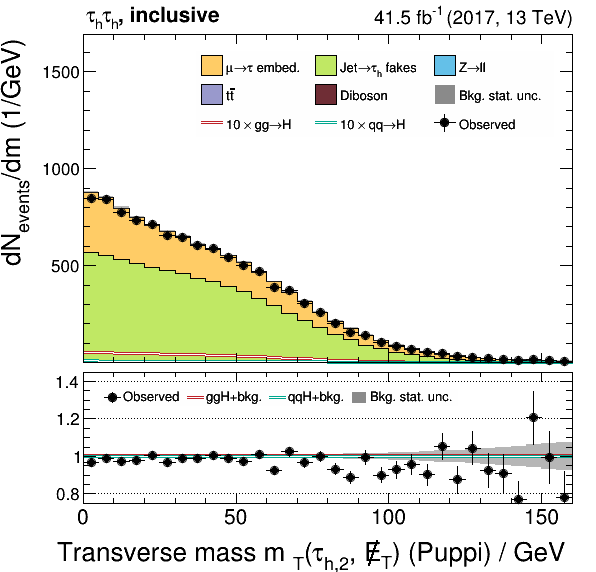 τhτh, inclusive 41.5 fb⁻¹ (2017, 13 TeV)
dNevents/dm (1/GeV)
1500
1000
500
μ→τ embed. Jet→τh fakes Z→ll
tt̅ Diboson Bkg. stat. unc.
10 × gg→H 10 × qq→H Observed
1.4
1.2
1
0.8
Observed ggH+bkg. qqH+bkg. Bkg. stat. unc.
0 50 100 150
Transverse mass m T(τh,2, E̸T) (Puppi) / GeV